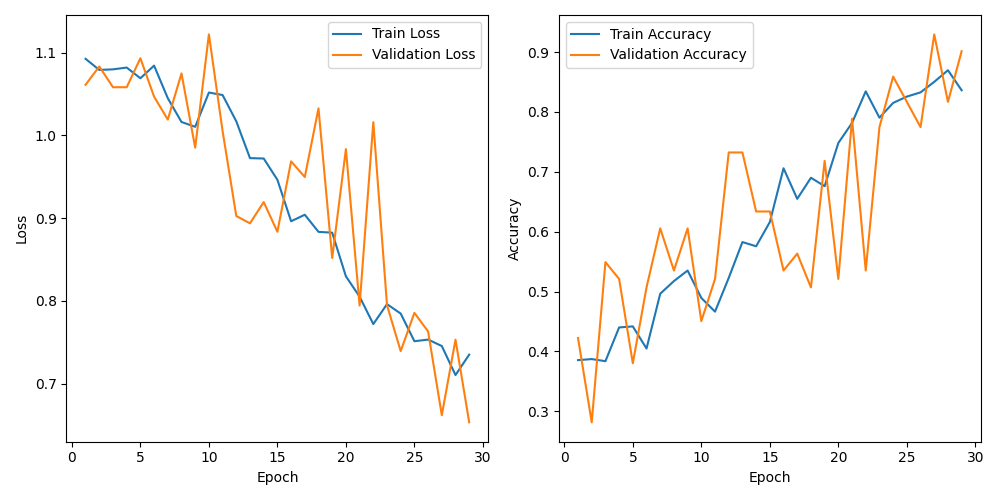 Train Loss
Validation Loss
Loss
1.1
1.0
0.9
0.8
0.7
0 5 10 15 20 25 30
Epoch
Train Accuracy
Validation Accuracy
Accuracy
0.9
0.8
0.7
0.6
0.5
0.4
0.3
0 5 10 15 20 25 30
Epoch